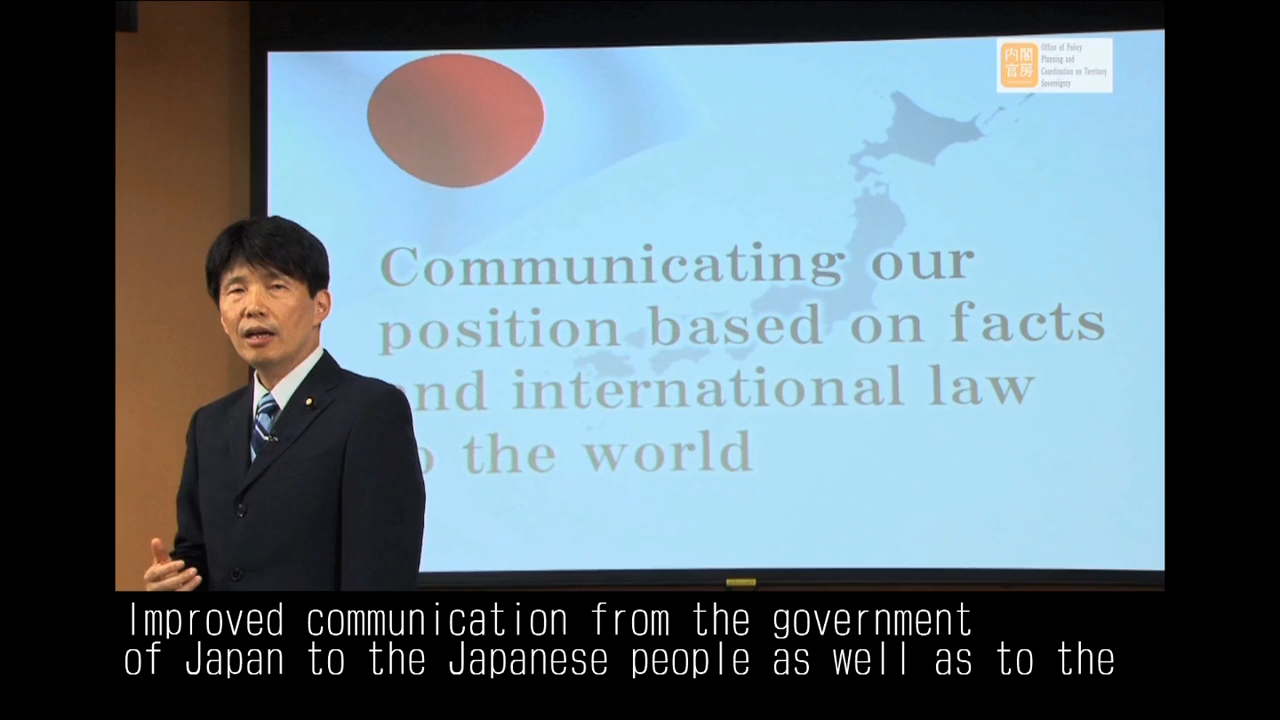 内閣
官房
Office of Policy
Planning and
Coordination on Territory
Sovereignty
Communicating our
position based on facts
and international law
to the world
Improved communication from the government
of Japan to the Japanese people as well as to the